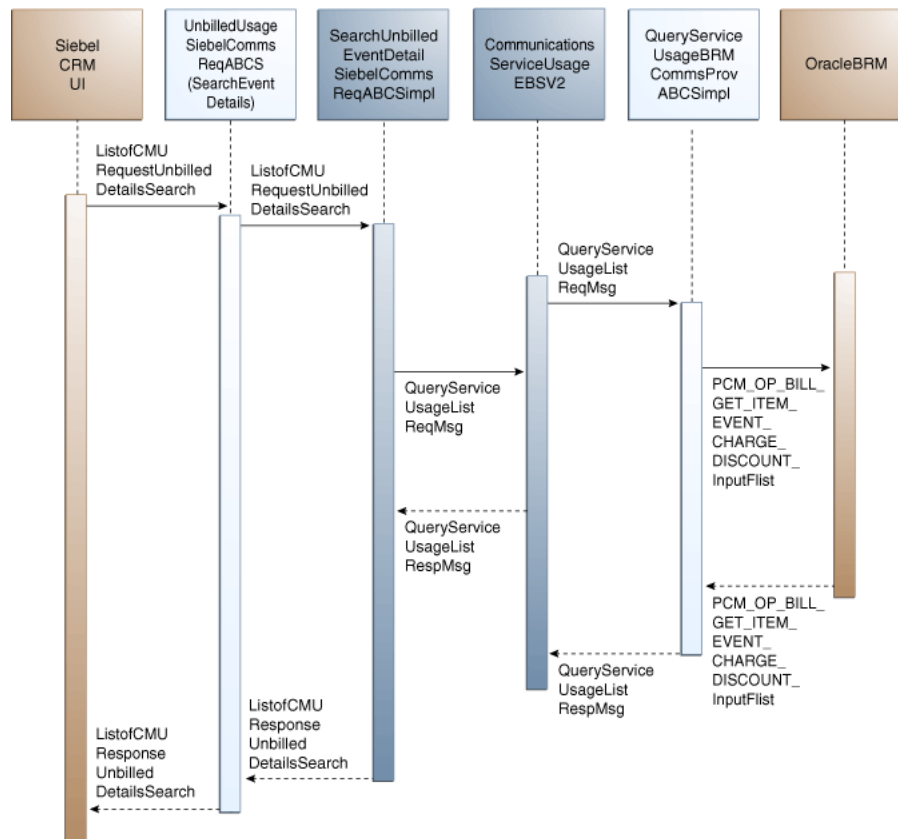 Siebel
CRM
UI
UnbilledUsage
SiebelComms
ReqABCS
(SearchEvent
Details)
SearchUnbilled
EventDetail
SiebelComms
ReqABCSimpl
Communications
ServiceUsage
EBSV2
QueryService
UsageBRM
CommsProv
ABCSImpl
OracleBRM
ListofCMU
RequestUnbilled
DetailsSearch
ListofCMU
RequestUnbilled
DetailsSearch
QueryService
UsageList
ReqMsg
QueryService
UsageList
ReqMsg
PCM_OP_BILL_
GET_ITEM_
EVENT_
CHARGE_
DISCOUNT_
InputFlist
QueryService
UsageList
RespMsg
PCM_OP_BILL_
GET_ITEM_
EVENT_
CHARGE_
DISCOUNT_
InputFlist
QueryService
UsageList
RespMsg
ListofCMU
Response
Unbilled
DetailsSearch
ListofCMU
Response
Unbilled
DetailsSearch